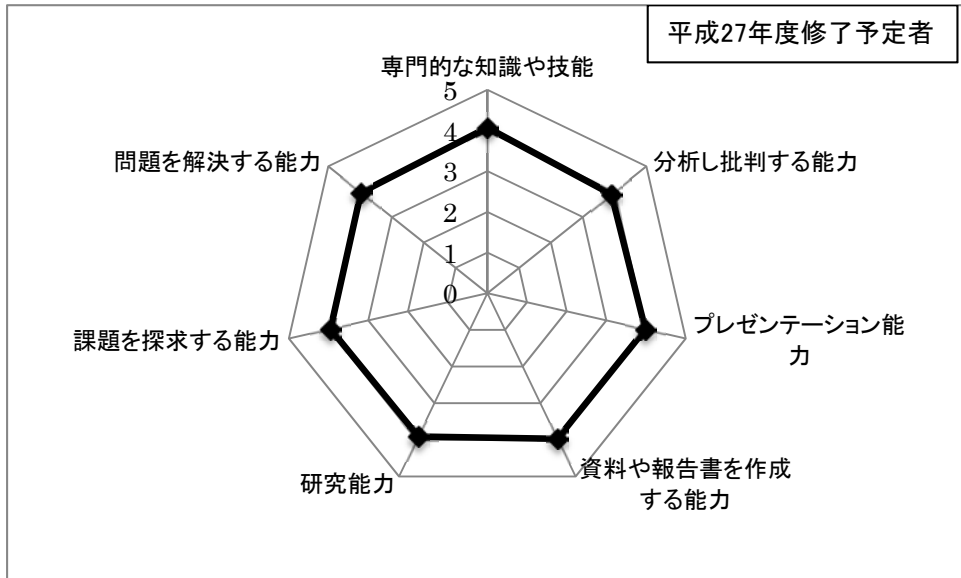 平成27年度修了予定者
専門的な知識や技能
5
4
3
2
1
0
分析し批判する能力
プレゼンテーション能
力
資料や報告書を作成
する能力
研究能力
課題を探求する能力
問題を解決する能力